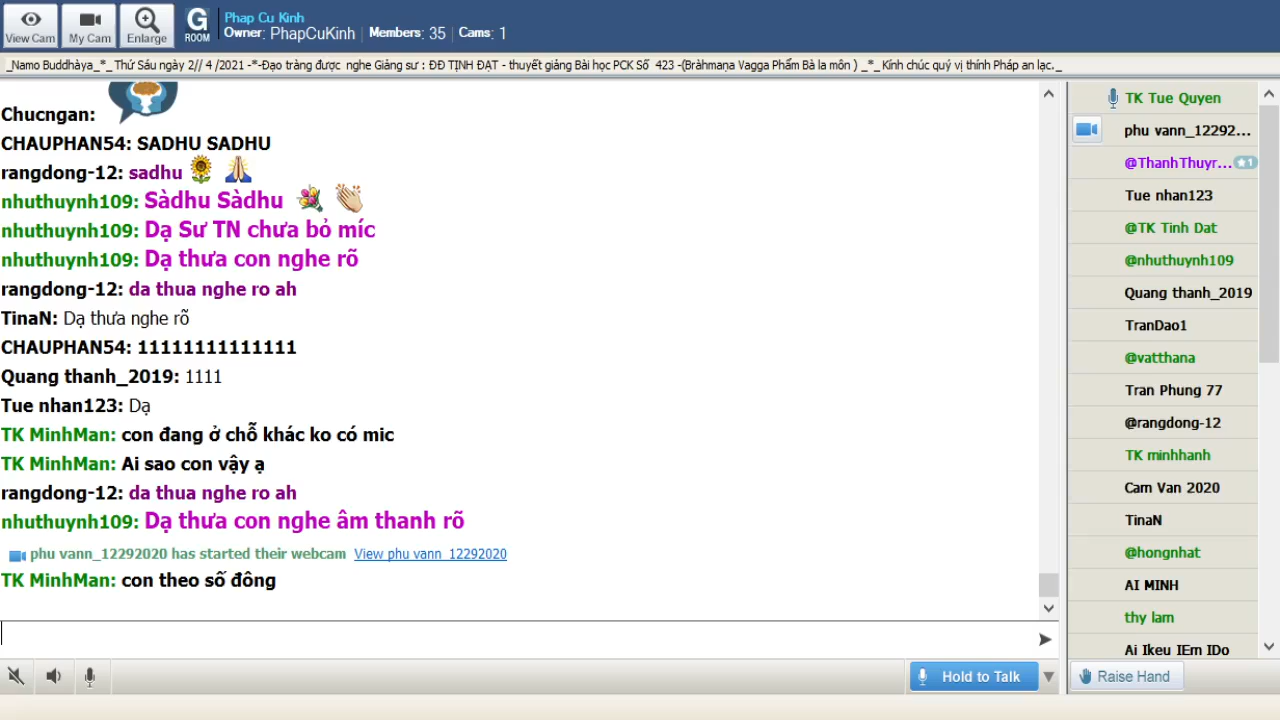 View Cam
My Cam
Enlarge
G
ROOM
Phap Cu Kinh
Owner: PhapCuKinh Members: 35 Cams: 1
_Namo Buddhàya_*_ Thứ Sáu ngày 2// 4 /2021 -*-Đạo tràng được nghe Giảng sư : ĐĐ TỊNH ĐẠT - thuyết giảng Bài học PCK Số 423 -(Bràhmaṇa Vagga Phẩm Bà la môn ) _*_ Kính chúc quý vị thính Pháp an lạc._
Chucngan:
CHAUPHAN54: SADHU SADHU
rangdong-12: sadhu
nhuthuynh109: Sàdhu Sàdhu
nhuthuynh109: Dạ Sư TN chưa bỏ míc
nhuthuynh109: Dạ thưa con nghe rõ
rangdong-12: da thua nghe ro ah
TinaN: Dạ thưa nghe rõ
CHAUPHAN54: 11111111111111
Quang thanh_2019: 1111
Tue nhan123: Dạ
TK MinhMan: con đang ở chỗ khác ko có mic
TK MinhMan: Ai sao con vậy ạ
rangdong-12: da thua nghe ro ah
nhuthuynh109: Dạ thưa con nghe âm thanh rõ
phu vann_12292020 has started their webcam View phu vann_12292020
TK MinhMan: con theo số đông
Hold to Talk
TK Tue Quyen
phu vann_12292...
@ThanhThuyr... 1
Tue nhan123
@TK Tinh Dat
@nhuthuynh109
Quang thanh_2019
TranDao1
@vatthana
Tran Phung 77
@rangdong-12
TK minhhanh
Cam Van 2020
TinaN
@hongnhat
AI MINH
thy lam
Ai Ikeu IEm IDo
Raise Hand